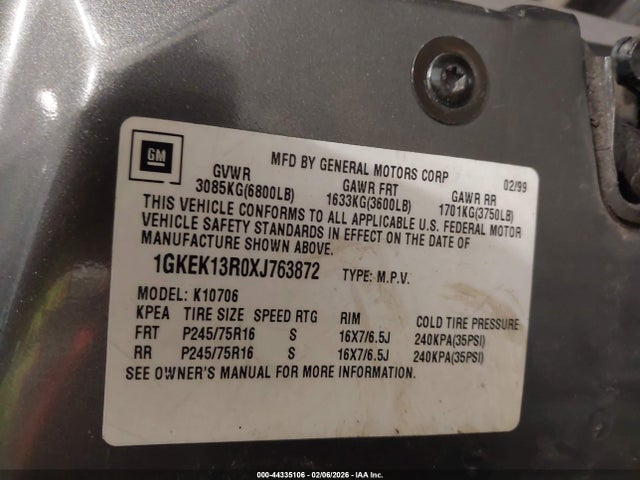 GM
MFD BY GENERAL MOTORS CORP 02/99
GVWR GAWR FRT GAWR RR
3085KG(6800LB) 1633KG(3600LB) 1701KG(3750LB)
THIS VEHICLE CONFORMS TO ALL APPLICABLE U.S. FEDERAL MOTOR
VEHICLE SAFETY STANDARDS IN EFFECT ON THE DATE OF
MANUFACTURE SHOWN ABOVE.
1GKEK13R0XJ763872 TYPE: M.P.V.
MODEL: K10706
KPEA TIRE SIZE SPEED RTG RIM COLD TIRE PRESSURE
FRT P245/75R16 S 16X7/6.5J 240KPA(35PSI)
RR P245/75R16 S 16X7/6.5J 240KPA(35PSI)
SEE OWNER'S MANUAL FOR MORE INFORMATION.
000-44335106 - 02/06/2026 - IAA Inc.